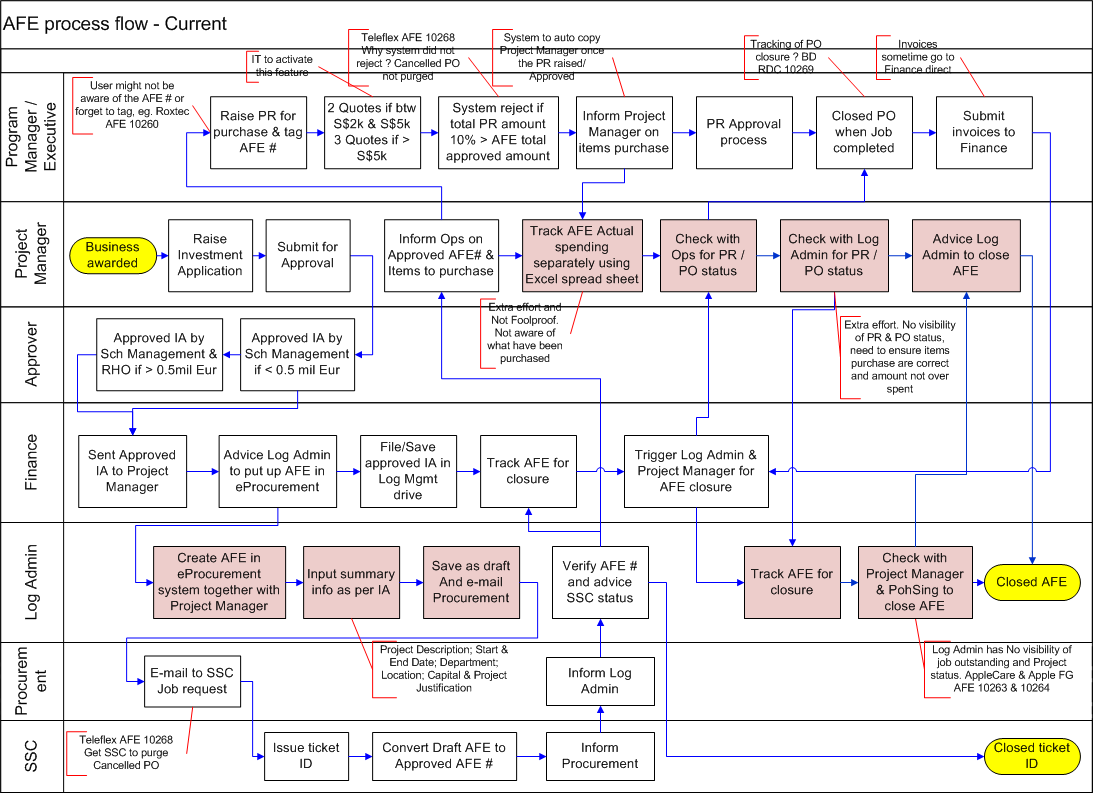 AFE process flow - Current
Teleflex AFE 10268
Why system did not
reject ? Cancelled PO
not purged
System to auto copy
Project Manager once
the PR raised/
Approved
Tracking of PO
closure ? BD
RDC 10269
Invoices
sometime go to
Finance direct
IT to activate
this feature
User might not be
aware of the AFE # or
forget to tag, eg. Roxtec
AFE 10260
Program
Manager /
Executive
Raise PR for
purchase & tag
AFE #
2 Quotes if btw
S$2k & S$5k
3 Quotes if >
S$5k
System reject if
total PR amount
10% > AFE total
approved amount
Inform Project
Manager on
items purchase
PR Approval
process
Closed PO
when Job
completed
Submit
invoices to
Finance
Project
Manager
Business
awarded
Raise
Investment
Application
Submit for
Approval
Inform Ops on
Approved AFE# &
Items to purchase
Track AFE Actual
spending
separately using
Excel spread sheet
Check with
Ops for PR /
PO status
Check with Log
Admin for PR /
PO status
Advice Log
Admin to close
AFE
Extra effort and
Not Foolproof.
Not aware of
what have been
purchased
Extra effort. No visibility
of PR & PO status,
need to ensure items
purchase are correct
and amount not over
spent
Approver
Approved IA by
Sch Management &
RHO if > 0.5mil Eur
Approved IA by
Sch Management
if < 0.5 mil Eur
Finance
Sent Approved
IA to Project
Manager
Advice Log Admin
to put up AFE in
eProcurement
File/Save
approved IA in
Log Mgmt
drive
Track AFE for
closure
Trigger Log Admin &
Project Manager for
AFE closure
Log Admin
Create AFE in
eProcurement
system together with
Project Manager
Input summary
info as per IA
Save as draft
And e-mail
Procurement
Verify AFE #
and advice
SSC status
Track AFE for
closure
Check with
Project Manager
& PohSing to
close AFE
Closed AFE
Project Description; Start &
End Date; Department;
Location; Capital & Project
Justification
Log Admin has No visibility of
job outstanding and Project
status. AppleCare & Apple FG
AFE 10263 & 10264
Procurem
ent
E-mail to SSC
Job request
Inform Log
Admin
SSC
Teleflex AFE 10268
Get SSC to purge
Cancelled PO
Issue ticket
ID
Convert Draft AFE to
Approved AFE #
Inform
Procurement
Closed ticket
ID